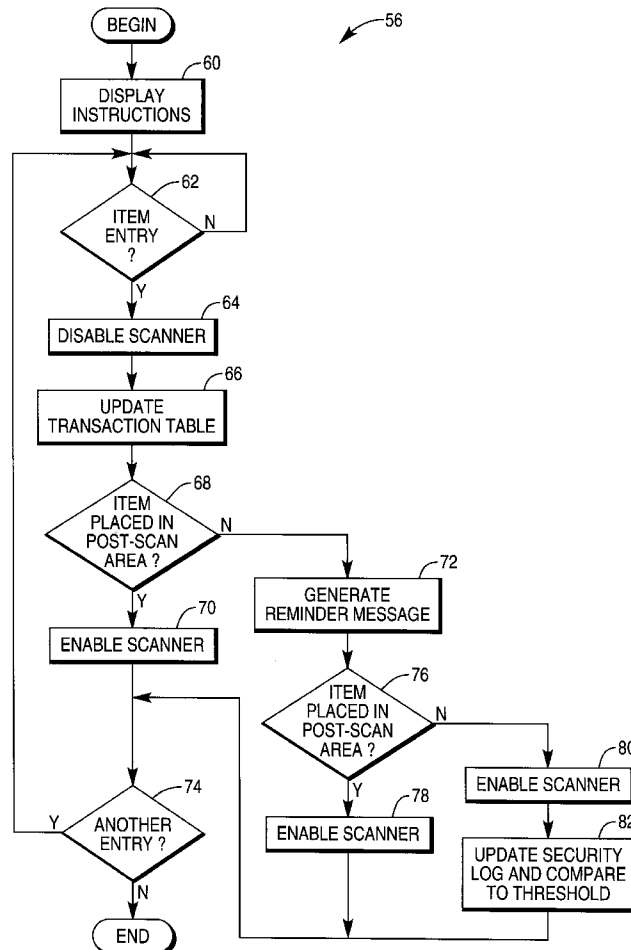 BEGIN
56
60
DISPLAY
INSTRUCTIONS
62
ITEM
ENTRY
?
N
Y
64
DISABLE SCANNER
66
UPDATE
TRANSACTION TABLE
68
ITEM
PLACED IN
POST-SCAN
AREA ?
N
Y
72
GENERATE
REMINDER MESSAGE
70
ENABLE SCANNER
76
ITEM
PLACED IN
POST-SCAN
AREA ?
N
Y
80
ENABLE SCANNER
78
ENABLE SCANNER
82
UPDATE SECURITY
LOG AND COMPARE
TO THRESHOLD
74
ANOTHER
ENTRY ?
Y
N
END